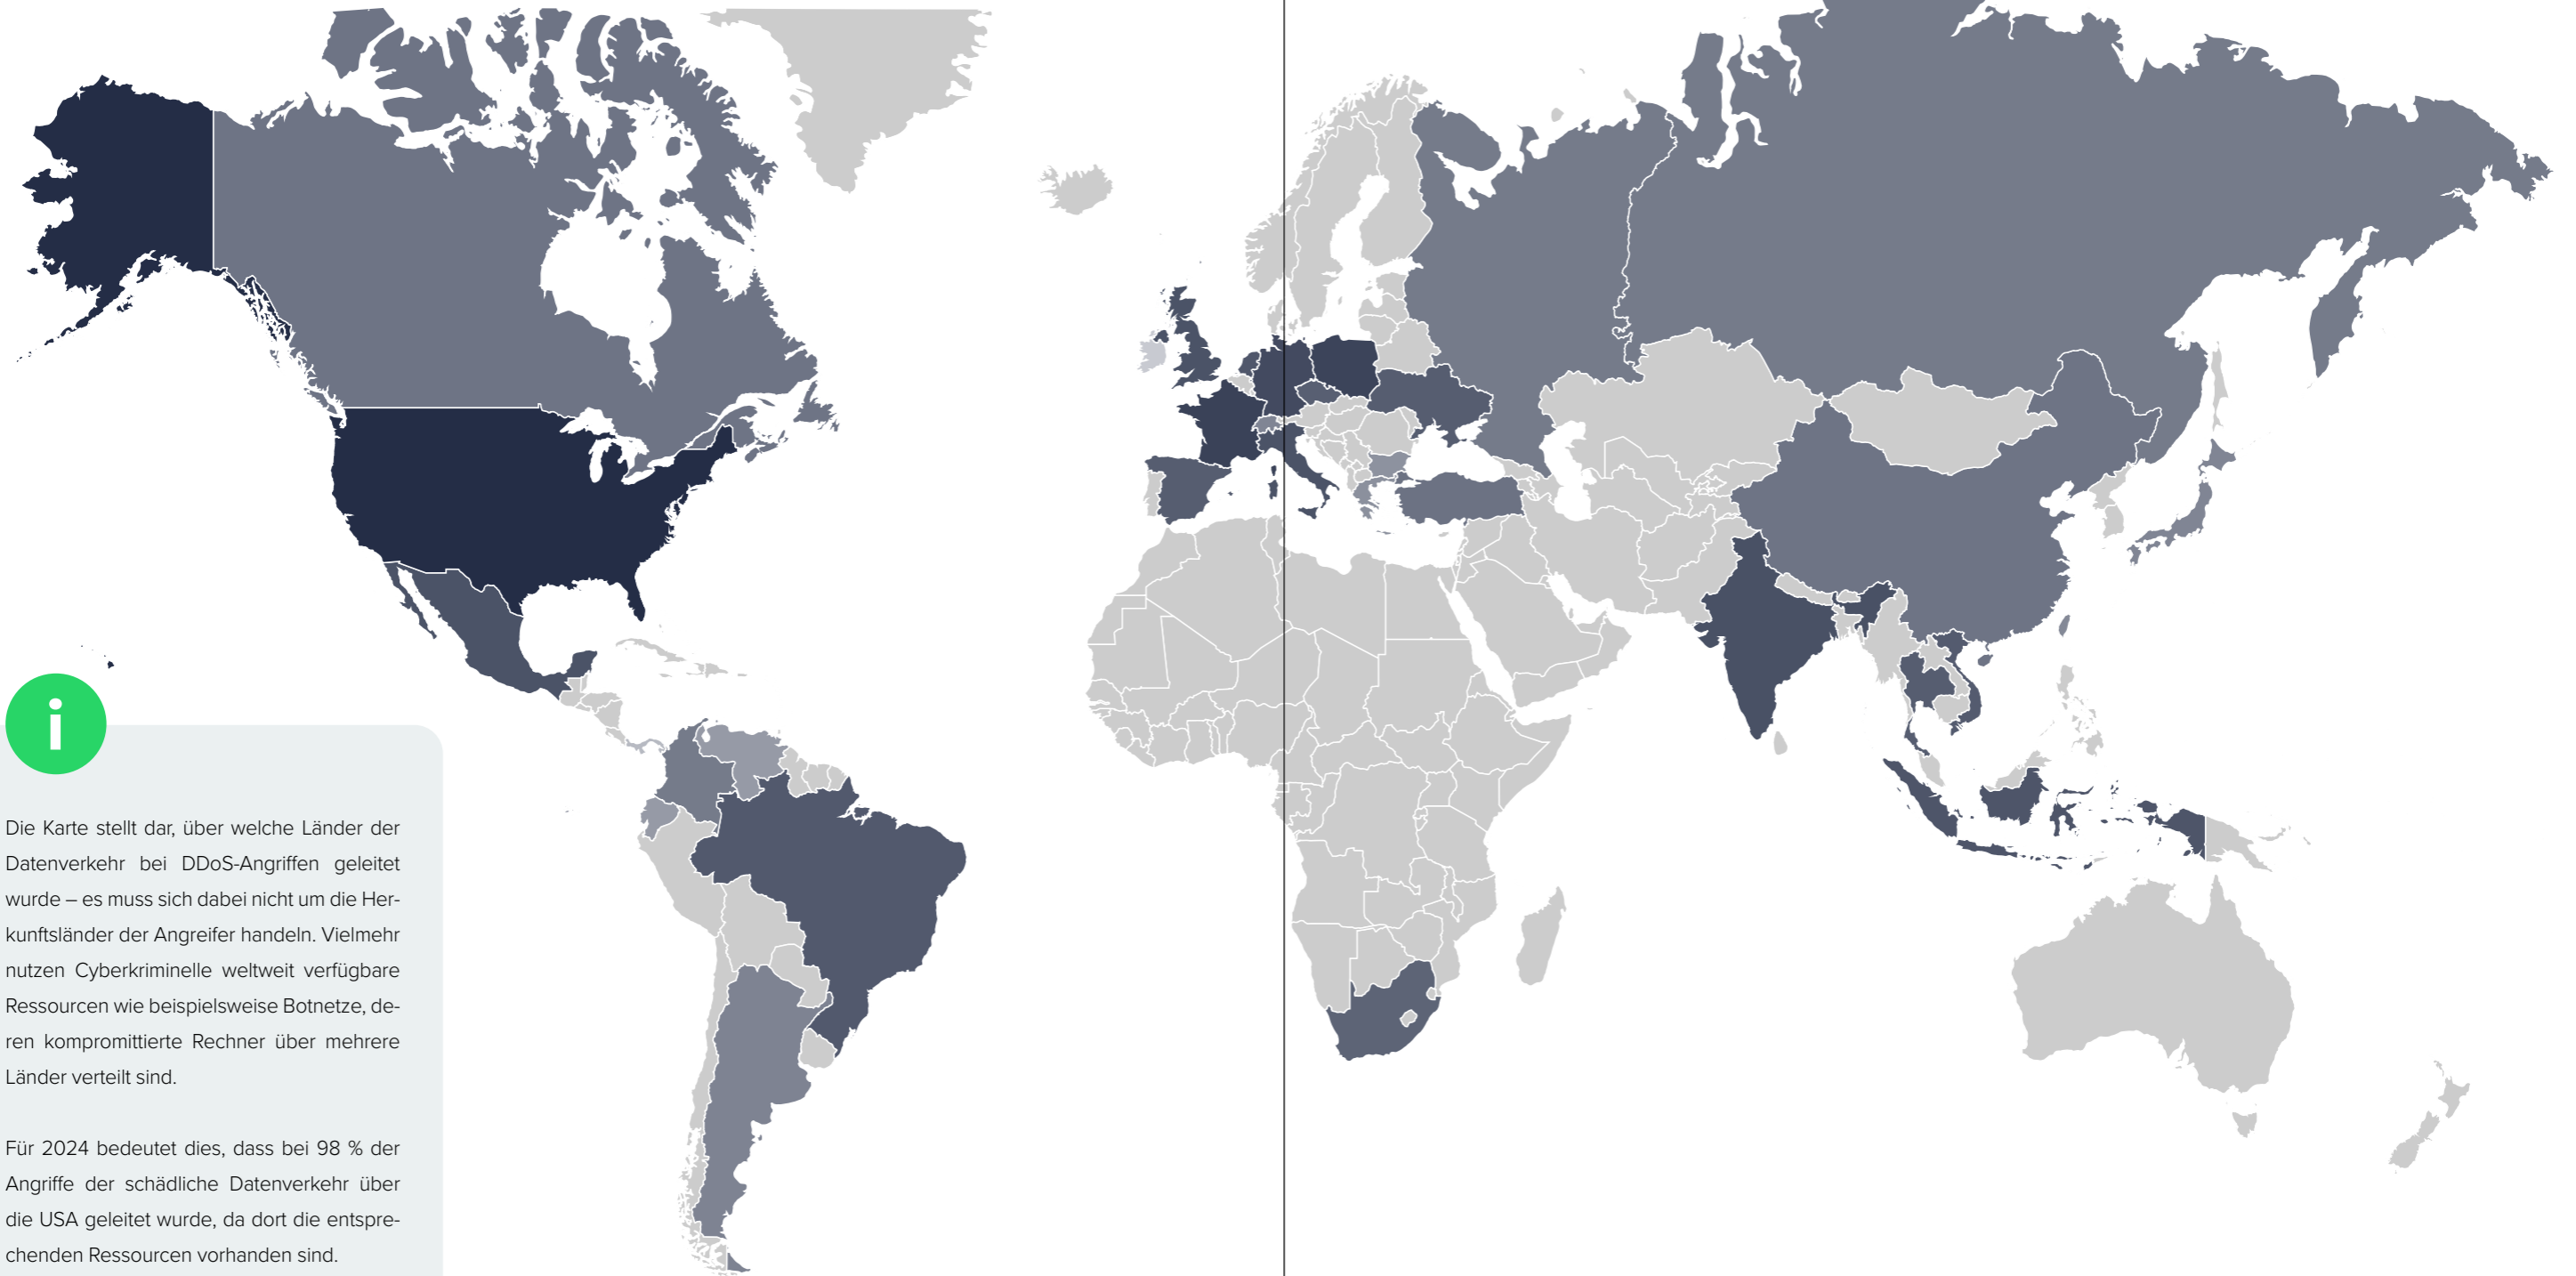 i
Die Karte stellt dar, über welche Länder der
Datenverkehr bei DDoS-Angriffen geleitet
wurde – es muss sich dabei nicht um die Her-
kunftsländer der Angreifer handeln. Vielmehr
nutzen Cyberkriminelle weltweit verfügbare
Ressourcen wie beispielsweise Botnetze, de-
ren kompromittierte Rechner über mehrere
Länder verteilt sind.
Für 2024 bedeutet dies, dass bei 98 % der
Angriffe der schädliche Datenverkehr über
die USA geleitet wurde, da dort die entspre-
chenden Ressourcen vorhanden sind.